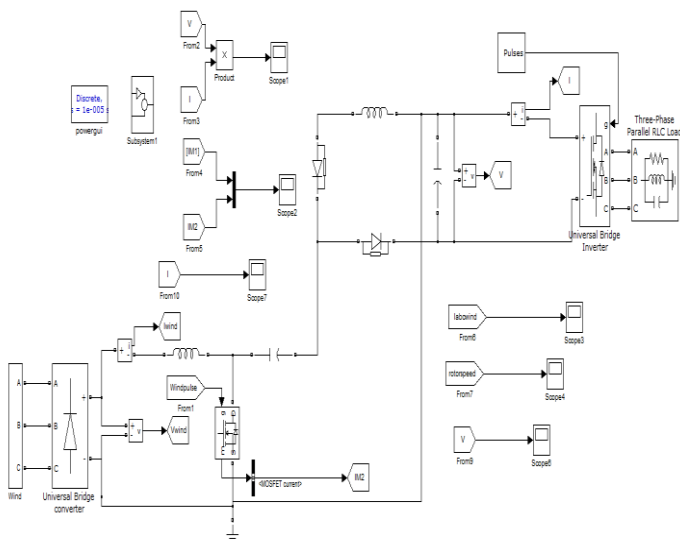 V
From2
X
Product
Scope1
I
From3
Discrete,
s = 1e-005 s
powergui
Subsystem1
[IM1]
From4
Scope2
IM2
From5
I
From10
Scope7
Pulses
i
+
-
I
g
+
A
B
-
C
Universal Bridge
Inverter
Three-Phase
Parallel RLC Load
A
B
C
+
-
v
V
Iabcwind
From6
Scope3
rotorspeed
From7
Scope4
V
From9
Scope6
i
+
-
Iwind
Windpulse
From1
g
D
m
S
<MOSFET current>
IM2
A
B
C
Wind
A
B
C
+
-
Universal Bridge
converter
+
-
v
Vwind